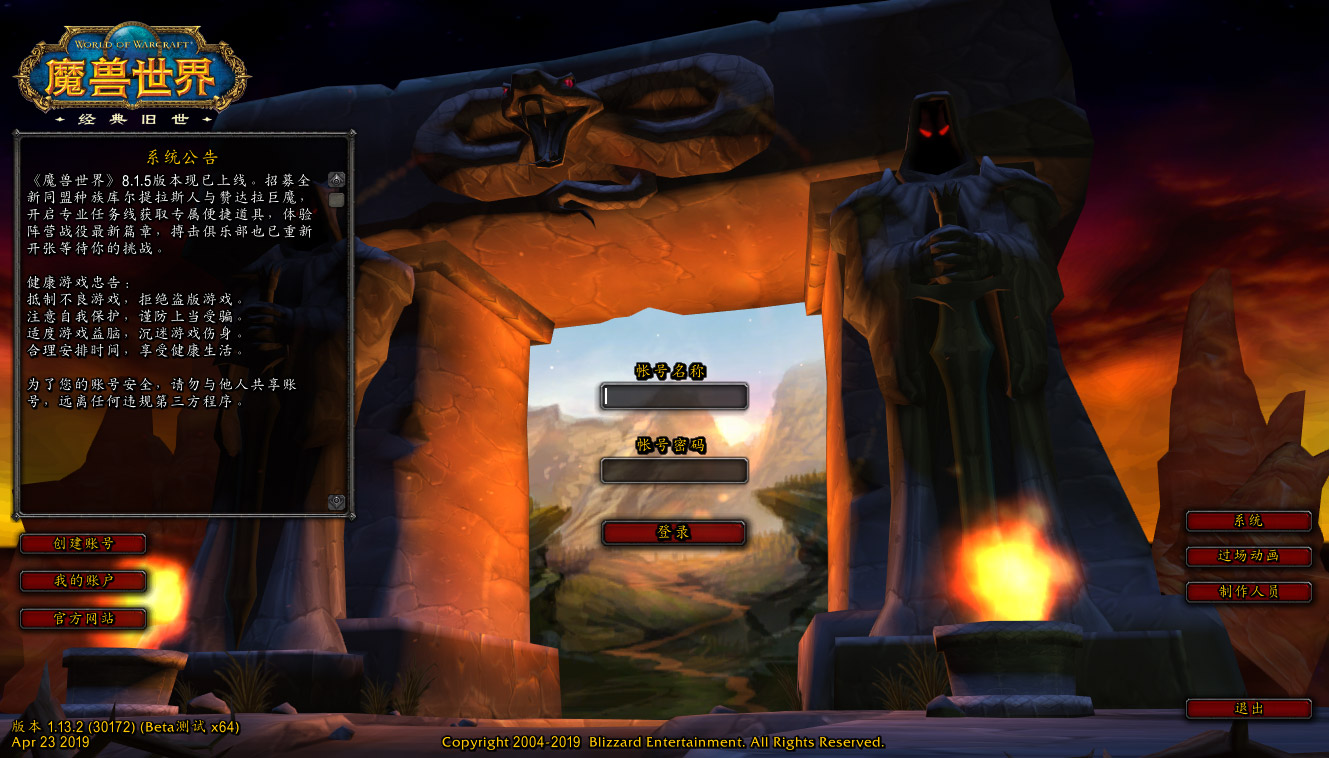 WORLD OF WARCRAFT
魔兽世界
经典旧世
系统公告
《魔兽世界》8.1.5版本现已上线。招募全
新同盟种族库尔提拉斯人与赞达拉巨魔，
开启专业任务线获取专属便捷道具，体验
阵营战役最新篇章，搏击俱乐部也已重新
开张等待你的挑战。
健康游戏忠告：
抵制不良游戏，拒绝盗版游戏。
注意自我保护，谨防上当受骗。
适度游戏益脑，沉迷游戏伤身。
合理安排时间，享受健康生活。
为了您的账号安全，请勿与他人共享账
号，远离任何违规第三方程序。
帐号名称
帐号密码
登录
创建账号
我的账户
官方网站
系统
过场动画
制作人员
退出
版本 1.13.2 (30172) (Beta测试 x64)
Apr 23 2019
Copyright 2004-2019 Blizzard Entertainment. All Rights Reserved.